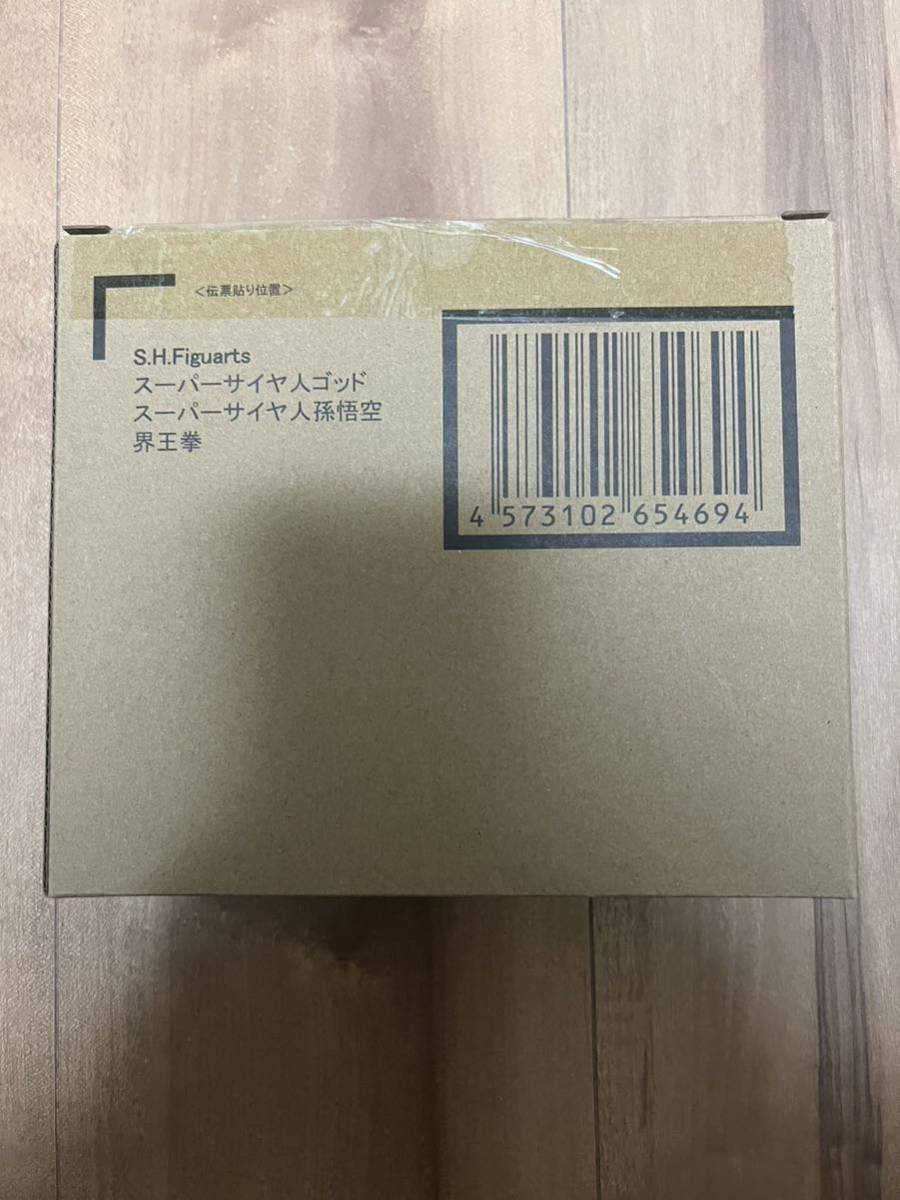 ＜伝票貼り位置＞
S.H.Figuarts
スーパーサイヤ人ゴッド
スーパーサイヤ人孫悟空
界王拳
4 573102 654694